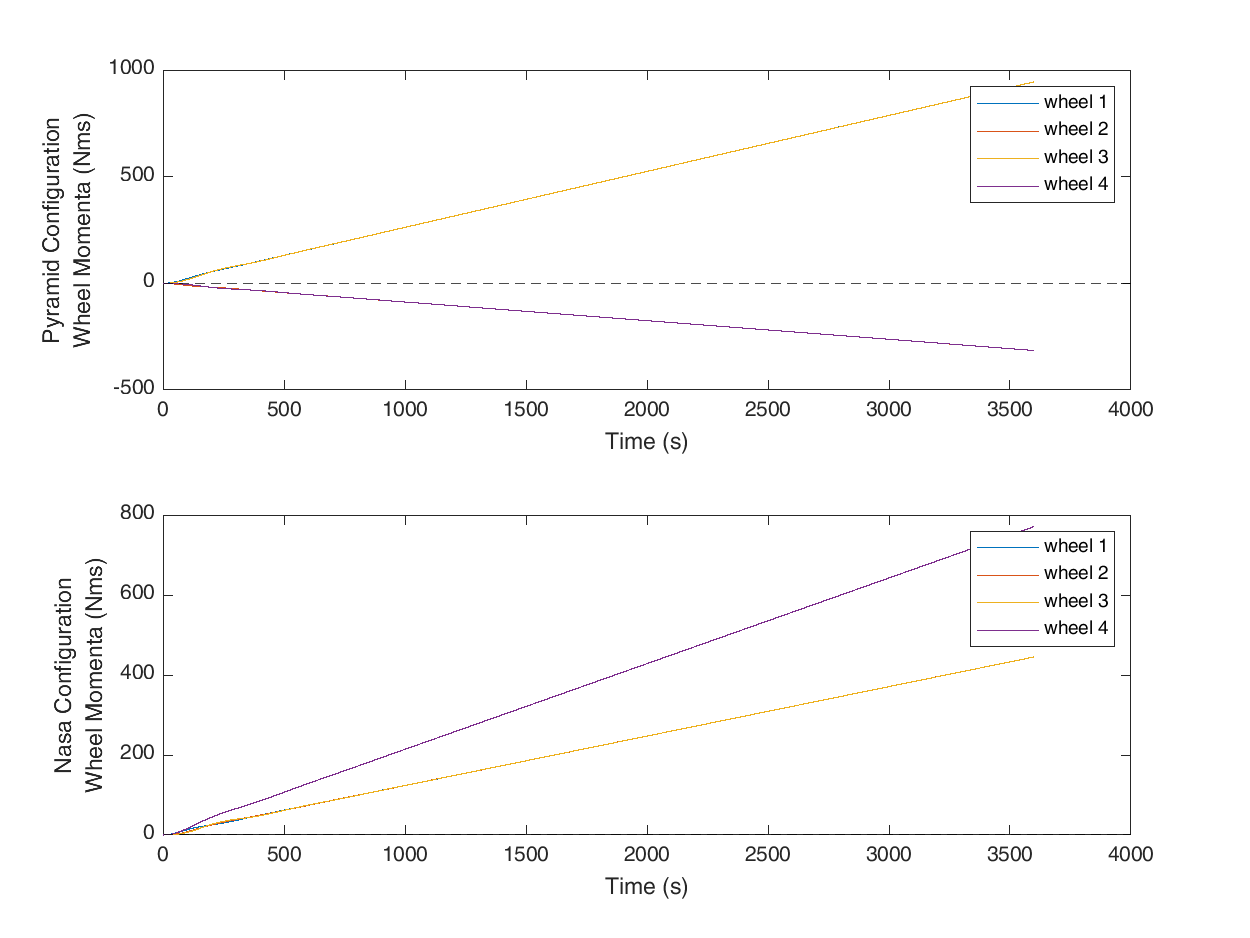 1000
500
0
-500
Pyramid Configuration
Wheel Momenta (Nms)
wheel 1
wheel 2
wheel 3
wheel 4
0 500 1000 1500 2000 2500 3000 3500 4000
Time (s)
800
600
400
200
0
Nasa Configuration
Wheel Momenta (Nms)
wheel 1
wheel 2
wheel 3
wheel 4
0 500 1000 1500 2000 2500 3000 3500 4000
Time (s)